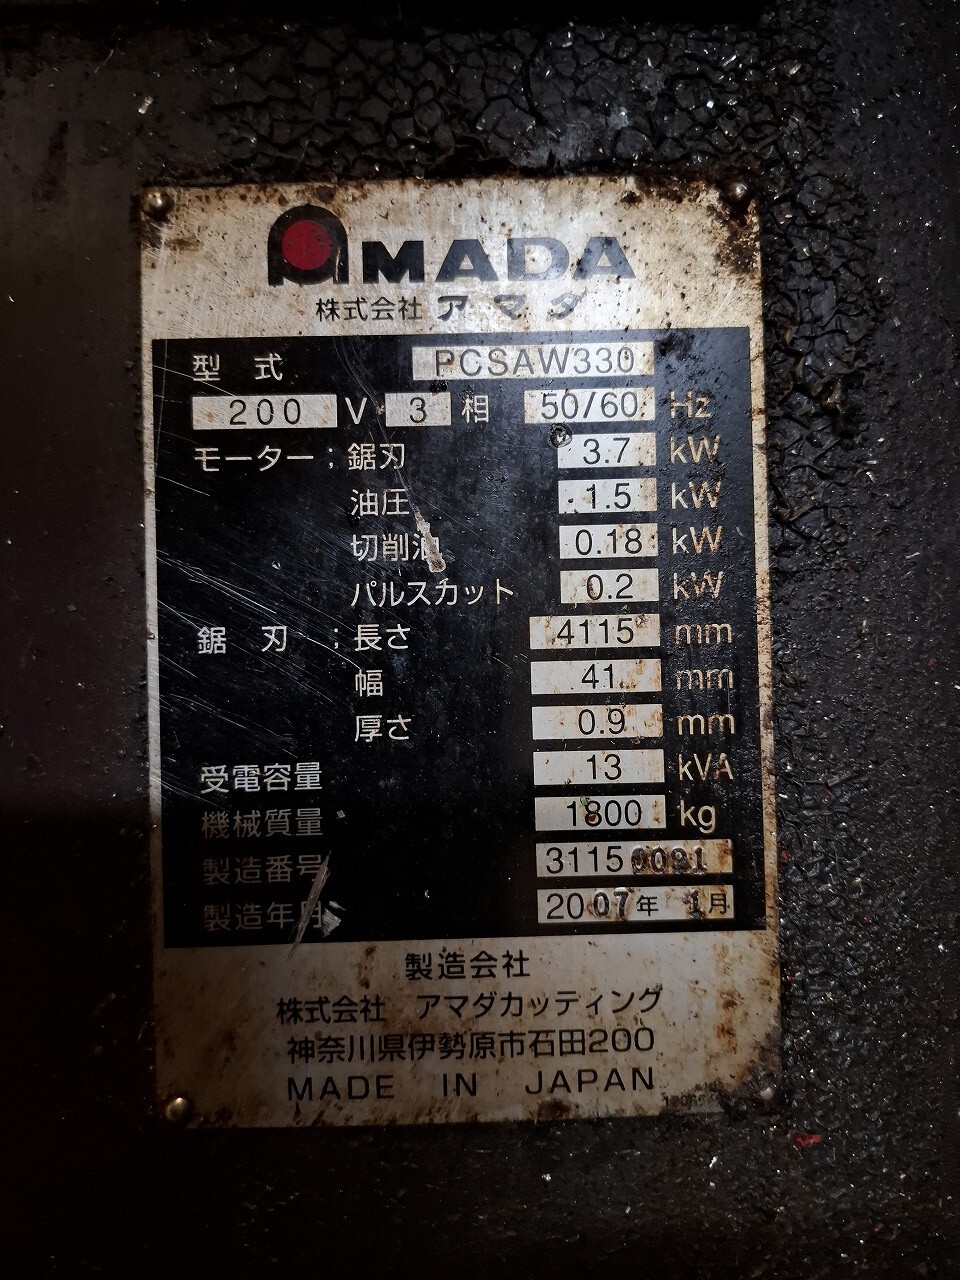 AMADA
株式会社 アマダ
型式 PCSAW330
200 V 3 相 50/60 Hz
モーター ; 鋸刃 3.7 kW
油圧 1.5 kW
切削油 0.18 kW
パルスカット 0.2 kW
鋸刃 ; 長さ 4115 mm
幅 41 mm
厚さ 0.9 mm
受電容量 13 kVA
機械質量 1800 kg
製造番号 31150091
製造年月 2007年 1月
製造会社
株式会社 アマダカッティング
神奈川県伊勢原市石田200
MADE IN JAPAN